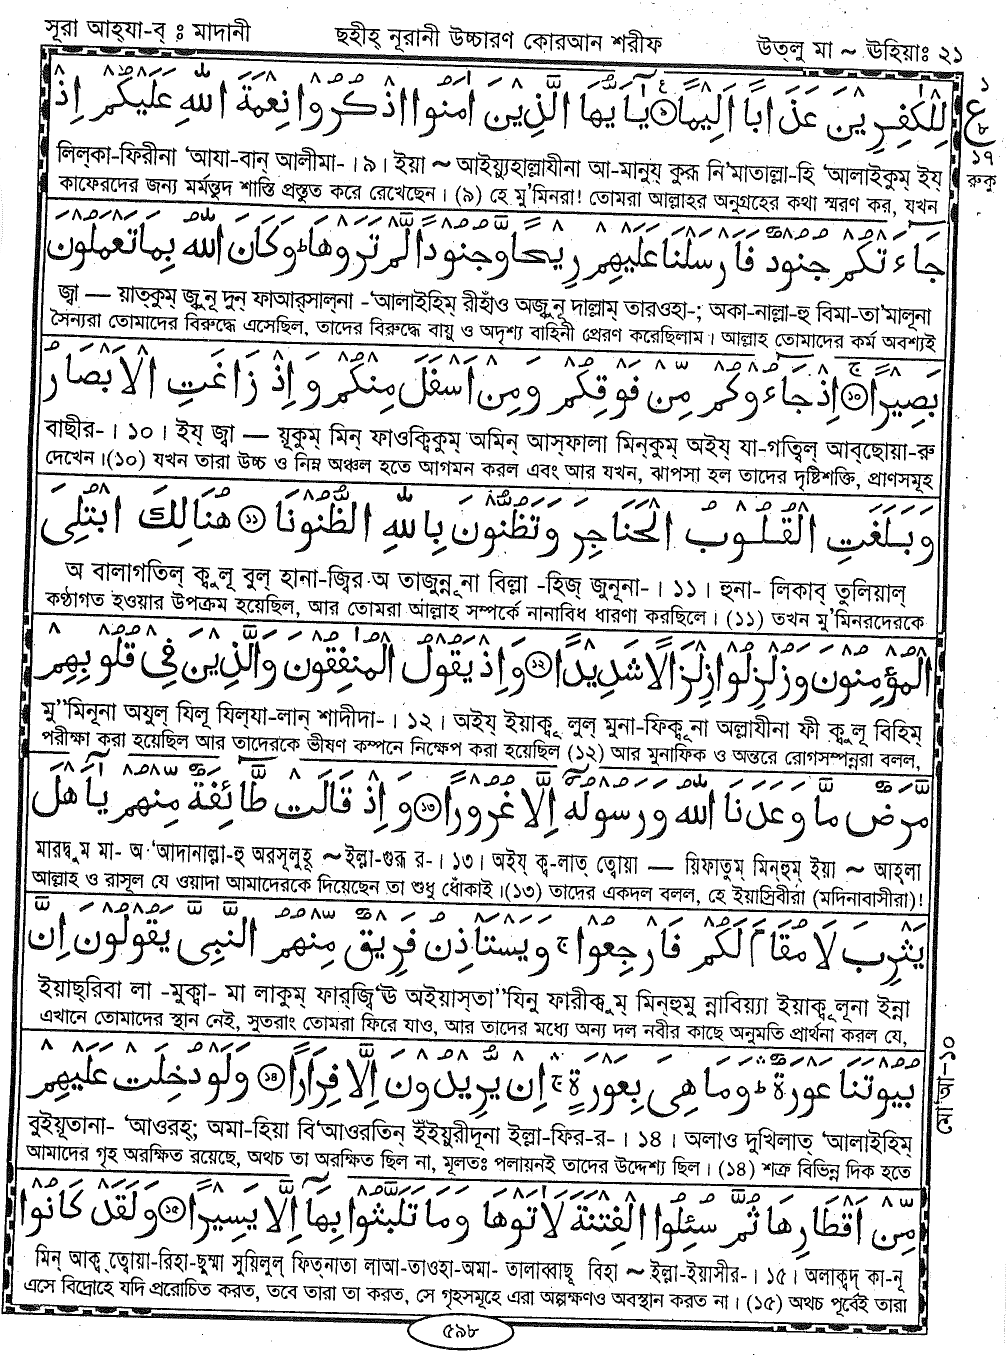 সূরা আহ্যা-ব্ ঃ মাদানী ছহীহ্ নূরানী উচ্চারণ কোরআন শরীফ উত্লু মা ~ ঊহিয়াঃ ২১
لِلْكٰفِرِيْنَ عَذَابًا اَلِيْمًا ۝٨ يٰٓاَيُّهَا الَّذِيْنَ اٰمَنُوا اذْكُرُوْا نِعْمَةَ اللّٰهِ عَلَيْكُمْ اِذْ
১
ع
৮
১৭
রুকু
লিল্কা-ফিরীনা ‘আযা-বান্ আলীমা-। ৯। ইয়া ~ আইয়্যুহাল্লাযীনা আ-মানুয্ কুরূ নি’মাতাল্লা-হি ‘আলাইকুম্ ইয্
কাফেরদের জন্য মর্মন্তুদ শাস্তি প্রস্তুত করে রেখেছেন। (৯) হে মু’মিনরা! তোমরা আল্লাহর অনুগ্রহের কথা স্মরণ কর, যখন
جَآءَتْكُمْ جُنُوْدٌ فَاَرْسَلْنَا عَلَيْهِمْ رِيْحًا وَّجُنُوْدًا لَّمْ تَرَوْهَا ؕ وَكَانَ اللّٰهُ بِمَا تَعْمَلُوْنَ
জ্বা — য়াত্কুম্ জুনূ দুন্ ফাআর্সাল্না -‘আলাইহিম্ রীহাঁও অজুনূ দাল্লাম্ তারওহা-; অকা-নাল্লা-হু বিমা-তা’মালূনা
সৈন্যরা তোমাদের বিরুদ্ধে এসেছিল, তাদের বিরুদ্ধে বায়ু ও অদৃশ্য বাহিনী প্রেরণ করেছিলাম। আল্লাহ তোমাদের কর্ম অবশ্যই
بَصِيْرًا ۝١٠ اِذْ جَآءُوْكُمْ مِّنْ فَوْقِكُمْ وَمِنْ اَسْفَلَ مِنْكُمْ وَاِذْ زَاغَتِ الْاَبْصَارُ
বাছীর-। ১০। ইয্ জ্বা — য়ূকুম্ মিন্ ফাওক্বিকুম্ অমিন্ আস্ফালা মিন্কুম্ অইয্ যা-গত্বিল্ আব্ছোয়া-রু
দেখেন।(১০) যখন তারা উচ্চ ও নিম্ন অঞ্চল হতে আগমন করল এবং আর যখন, ঝাপসা হল তাদের দৃষ্টিশক্তি, প্রাণসমূহ
وَبَلَغَتِ الْقُلُوْبُ الْحَنَاجِرَ وَتَظُنُّوْنَ بِاللّٰهِ الظُّنُوْنَا ۝١١ هُنَالِكَ ابْتُلِىَ
অ বালাগতিল্ ক্বুলূ বুল্ হানা-জ্বির অ তাজুন্নূ না বিল্লা -হিজ্ জুনূনা-। ১১। হুনা- লিকাব্ তুলিয়াল্
কণ্ঠাগত হওয়ার উপক্রম হয়েছিল, আর তোমরা আল্লাহ সম্পর্কে নানাবিধ ধারণা করছিলে। (১১) তখন মু’মিনরদেরকে
الْمُؤْمِنُوْنَ وَزُلْزِلُوْا زِلْزَالًا شَدِيْدًا ۝١٢ وَاِذْ يَقُوْلُ الْمُنٰفِقُوْنَ وَالَّذِيْنَ فِىْ قُلُوْبِهِمْ
মু’’মিনূনা অযুল্ যিলূ যিল্যা-লান্ শাদীদা-। ১২। অইয্ ইয়াক্বূ লুল্ মুনা-ফিক্বূ না অল্লাযীনা ফী ক্বুলূ বিহিম্
পরীক্ষা করা হয়েছিল আর তাদেরকে ভীষণ কম্পনে নিক্ষেপ করা হয়েছিল (১২) আর মুনাফিক ও অন্তরে রোগসম্পন্নরা বলল,
مَّرَضٌ مَّا وَعَدَنَا اللّٰهُ وَرَسُوْلُهٗٓ اِلَّا غُرُوْرًا ۝١٣ وَاِذْ قَالَتْ طَّآئِفَةٌ مِّنْهُمْ يٰٓاَهْلَ
মারদ্বুম মা- অ ‘আদানাল্লা-হু অরসূলুহূ ~ ইল্লা-গুরূ র-। ১৩। অইয্ ক্ব-লাত্ ত্বোয়া — য়িফাতুম্ মিন্হুম্ ইয়া ~ আহ্লা
আল্লাহ ও রাসূল যে ওয়াদা আমাদেরকে দিয়েছেন তা শুধু ধোঁকাই।(১৩) তাদের একদল বলল, হে ইয়াস্রিবীরা (মদিনাবাসীরা)!
يَثْرِبَ لَا مُقَامَ لَكُمْ فَارْجِعُوْا ۚ وَيَسْتَاْذِنُ فَرِيْقٌ مِّنْهُمُ النَّبِىَّ يَقُوْلُوْنَ اِنَّ
ইয়াছ্রিবা লা -মুক্বা- মা লাকুম্ ফার্জ্বি‘ঊ অইয়াস্তা’’যিনু ফারীক্বুম্ মিন্হুমু ন্নাবিয়্যা ইয়াক্বূলূনা ইন্না
এখানে তোমাদের স্থান নেই, সুতরাং তোমরা ফিরে যাও, আর তাদের মধ্যে অন্য দল নবীর কাছে অনুমতি প্রার্থনা করল যে,
بُيُوْتَنَا عَوْرَةٌ ؕ وَمَا هِىَ بِعَوْرَةٍ ۚ اِنْ يُّرِيْدُوْنَ اِلَّا فِرَارًا ۝١٤ وَلَوْ دُخِلَتْ عَلَيْهِمْ
বুইয়ূতানা- ‘আওরহ্; অমা-হিয়া বি‘আওরতিন্ ইঁইয়ুরীদূনা ইল্লা-ফির-র-। ১৪। অলাও দুখিলাত্ ‘আলাইহিম্
আমাদের গৃহ অরক্ষিত রয়েছে, অথচ তা অরক্ষিত ছিল না, মূলতঃ পলায়নই তাদের উদ্দেশ্য ছিল। (১৪) শত্রু বিভিন্ন দিক হতে
مِّنْ اَقْطَارِهَا ثُمَّ سُئِلُوا الْفِتْنَةَ لَاٰتَوْهَا وَمَا تَلَبَّثُوْا بِهَآ اِلَّا يَسِيْرًا ۝١٥ وَلَقَدْ كَانُوْا
মিন্ আক্ব্ ত্বোয়া-রিহা-ছুম্মা সুয়িলুল্ ফিত্নাতা লাআ-তাওহা-অমা- তালাব্বাছূ বিহা ~ ইল্লা-ইয়াসীর-। ১৫। অলাক্বদ্ কা-নূ
এসে বিদ্রোহে যদি প্ররোচিত করত, তবে তারা তা করত, সে গৃহসমূহে এরা অল্পক্ষণও অবস্থান করত না। (১৫) অথচ পূর্বেই তারা
মো‘আ-১০
৫৯৮